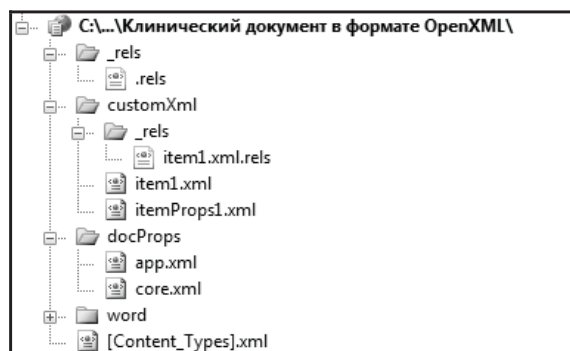 C:\...\Клинический документ в формате OpenXML\
_rels
.rels
customXml
_rels
item1.xml.rels
item1.xml
itemProps1.xml
docProps
app.xml
core.xml
word
[Content_Types].xml